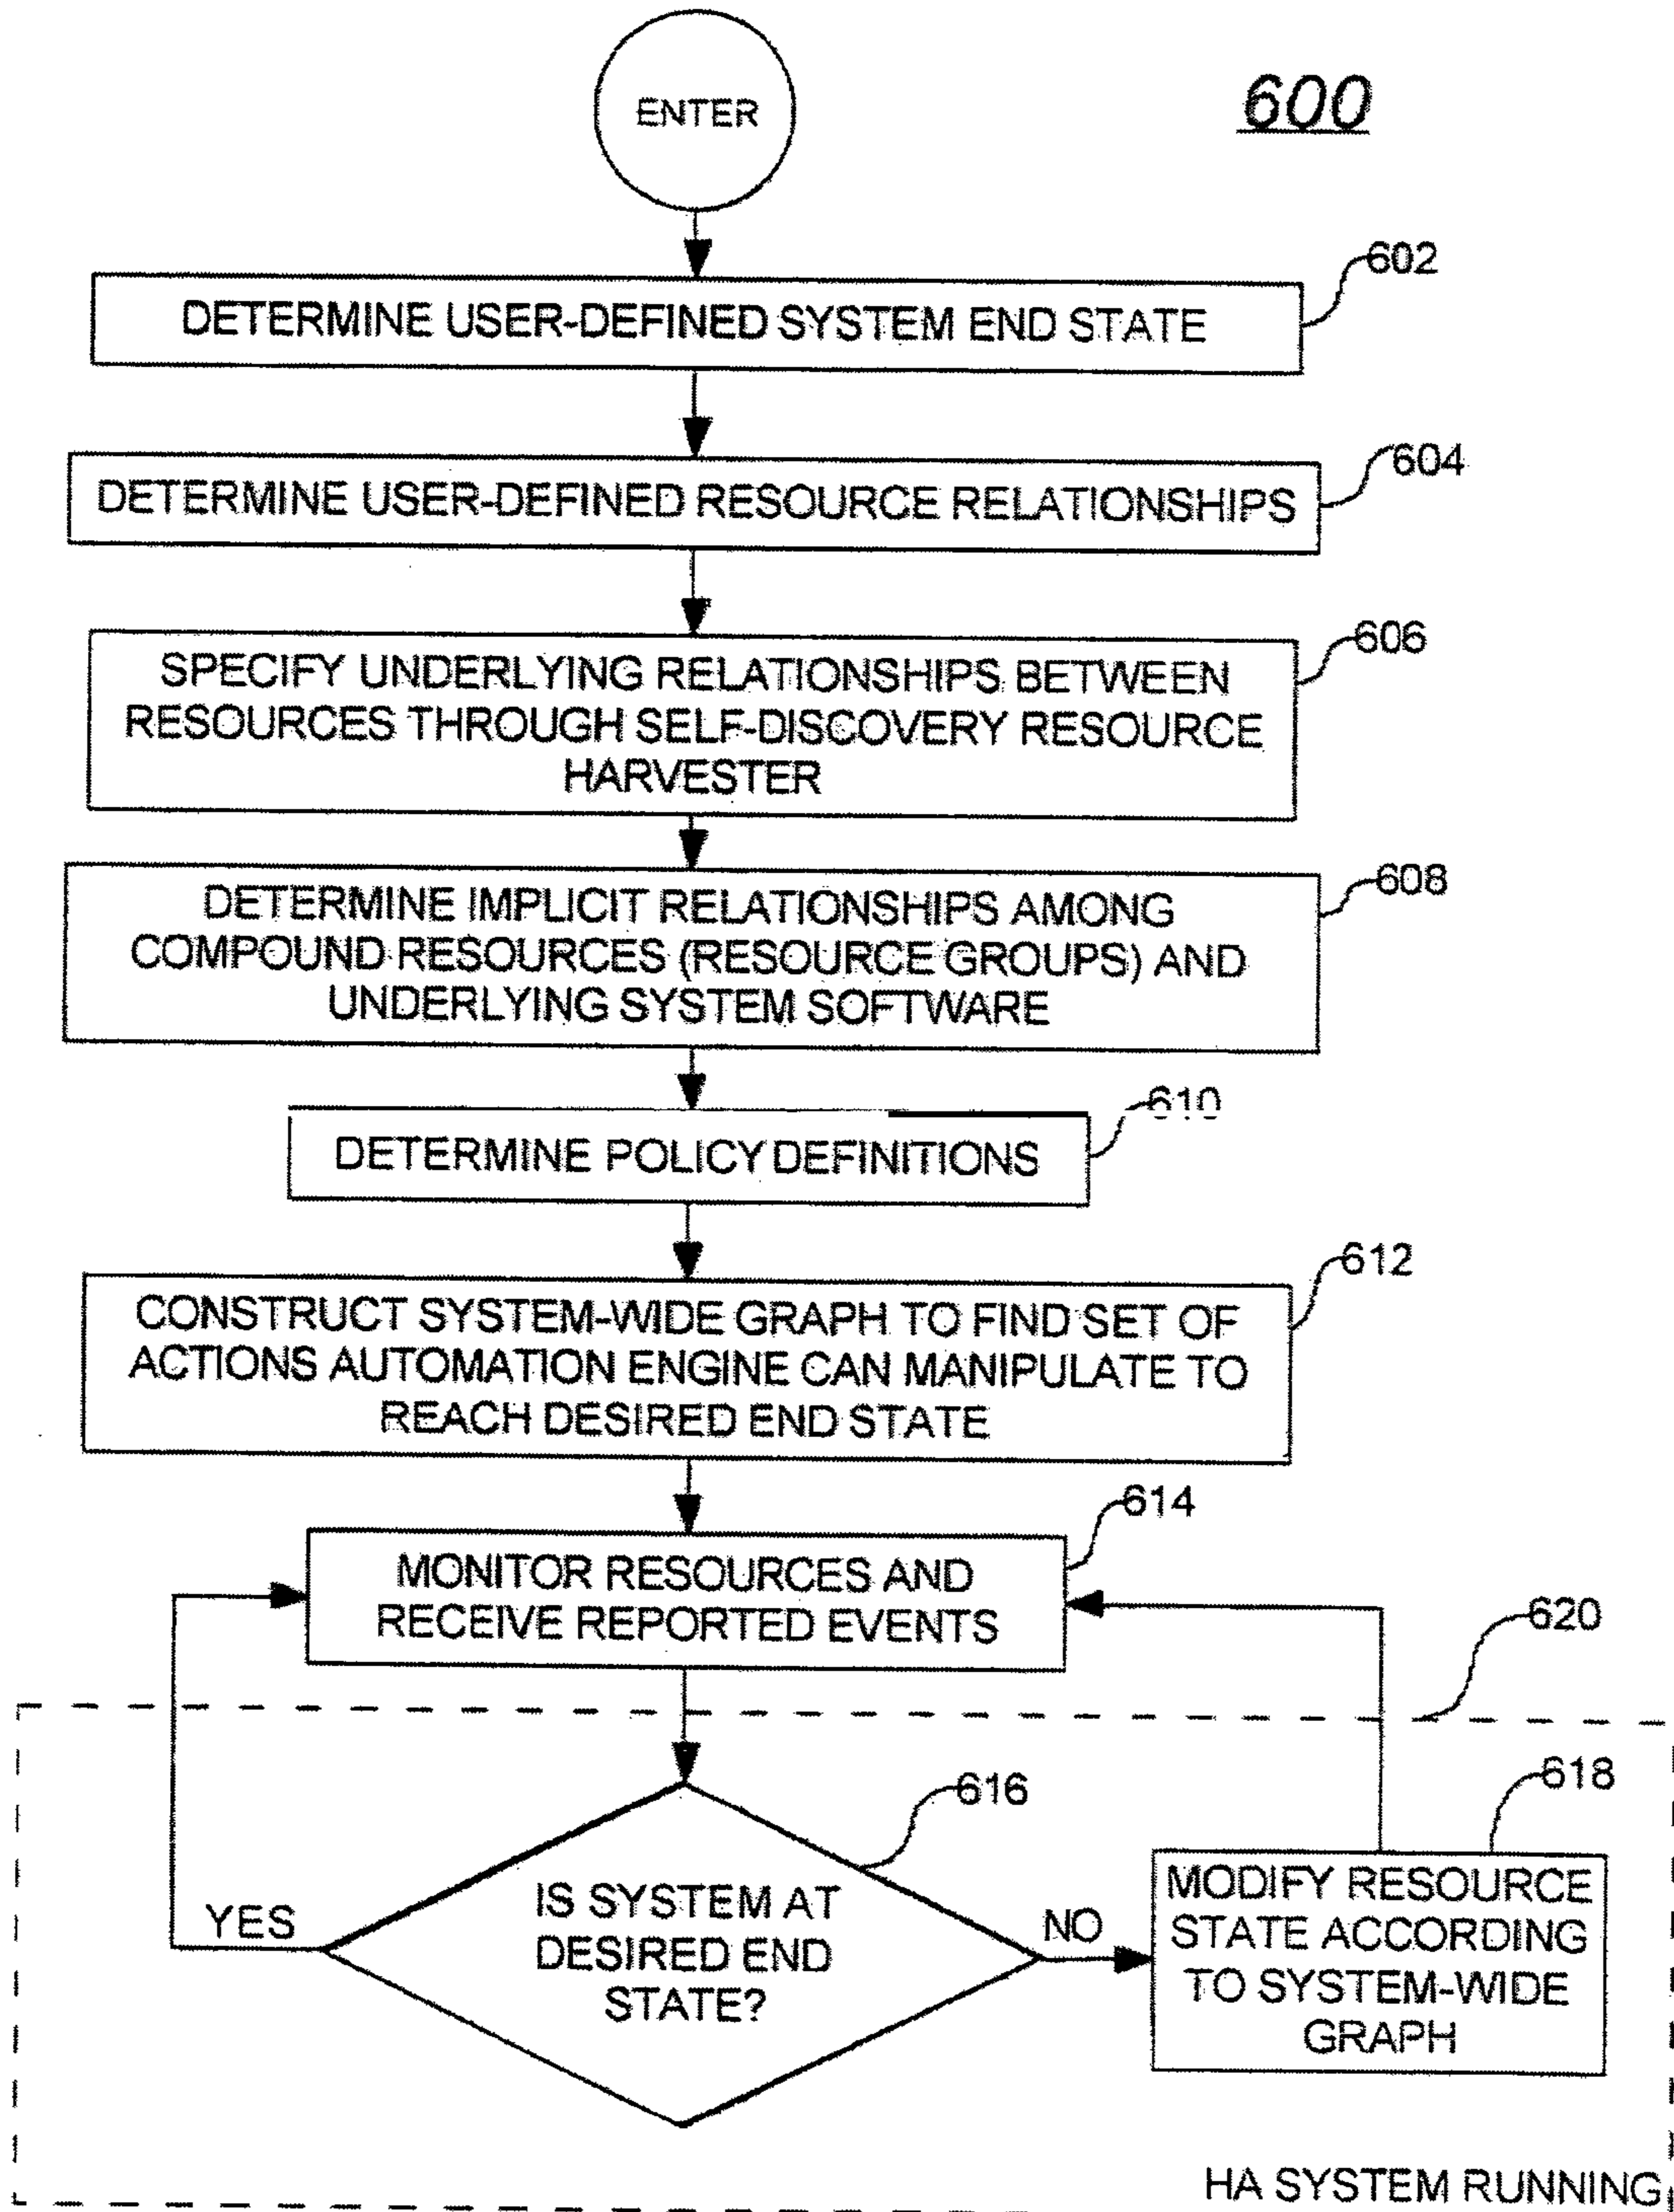 ENTER
600
602
DETERMINE USER-DEFINED SYSTEM END STATE
604
DETERMINE USER-DEFINED RESOURCE RELATIONSHIPS
606
SPECIFY UNDERLYING RELATIONSHIPS BETWEEN
RESOURCES THROUGH SELF-DISCOVERY RESOURCE
HARVESTER
608
DETERMINE IMPLICIT RELATIONSHIPS AMONG
COMPOUND RESOURCES (RESOURCE GROUPS) AND
UNDERLYING SYSTEM SOFTWARE
610
DETERMINE POLICY DEFINITIONS
612
CONSTRUCT SYSTEM-WIDE GRAPH TO FIND SET OF
ACTIONS AUTOMATION ENGINE CAN MANIPULATE TO
REACH DESIRED END STATE
614
MONITOR RESOURCES AND
RECEIVE REPORTED EVENTS
620
616
618
IS SYSTEM AT
DESIRED END
STATE?
YES
NO
MODIFY RESOURCE
STATE ACCORDING
TO SYSTEM-WIDE
GRAPH
HA SYSTEM RUNNING